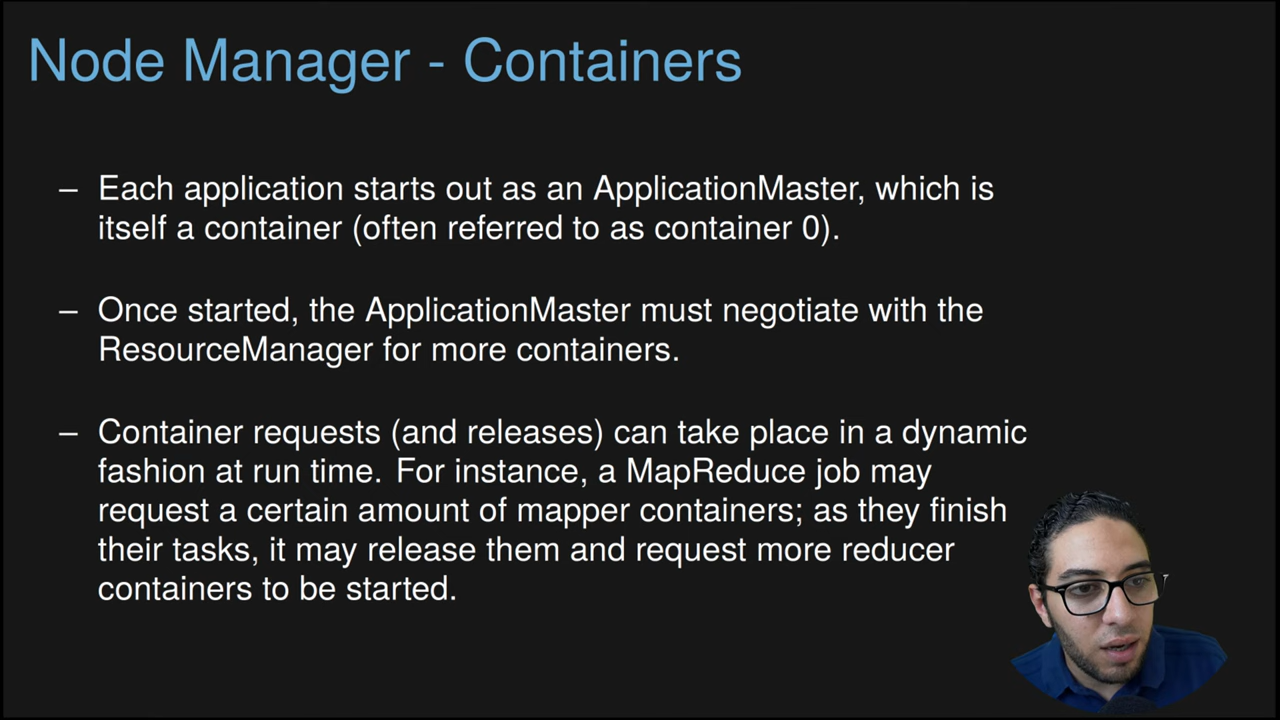 Node Manager - Containers
– Each application starts out as an ApplicationMaster, which is
itself a container (often referred to as container 0).
– Once started, the ApplicationMaster must negotiate with the
ResourceManager for more containers.
– Container requests (and releases) can take place in a dynamic
fashion at run time. For instance, a MapReduce job may
request a certain amount of mapper containers; as they finish
their tasks, it may release them and request more reducer
containers to be started.